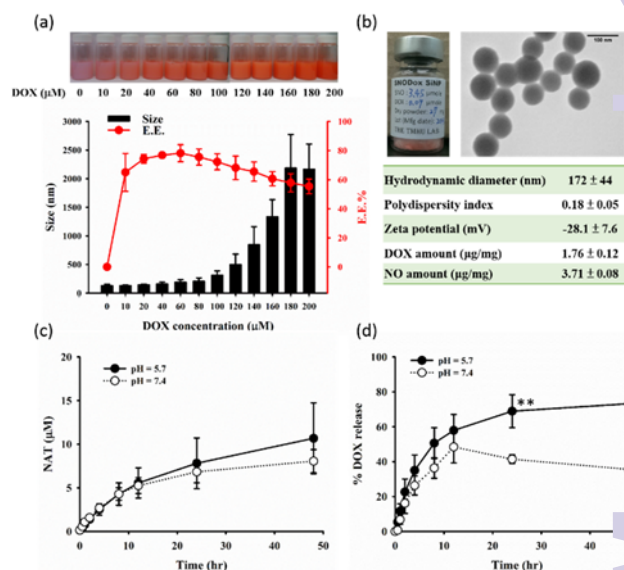 (a)
DOX (μM) 0 10 20 40 60 80 100 120 140 160 180 200
Size
E.E.
Size (nm)
3000
2500
2000
1500
1000
500
0
E.E.%
100
80
60
40
20
0
0 10 20 40 60 80 100 120 140 160 180 200
DOX concentration (μM)
(b)
100 nm
Hydrodynamic diameter (nm) 172 ± 44
Polydispersity index 0.18 ± 0.05
Zeta potential (mV) -28.1 ± 7.6
DOX amount (μg/mg) 1.76 ± 0.12
NO amount (μg/mg) 3.71 ± 0.08
(c)
pH = 5.7
pH = 7.4
NAT (μM)
20
15
10
5
0
0 10 20 30 40 50
Time (hr)
(d)
pH = 5.7
pH = 7.4
**
% DOX release
100
80
60
40
20
0
0 10 20 30 40
Time (hr)